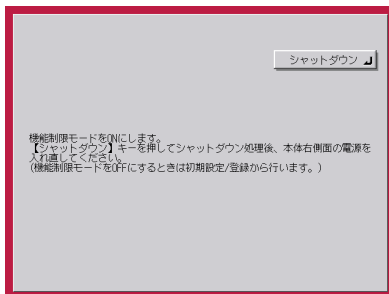 シャットダウン
機能制限モードをONにします。
【シャットダウン】キーを押してシャットダウン処理後、本体右側面の電源を
入れ直してください。
(機能制限モードをOFFにするときは初期設定/登録から行います。)